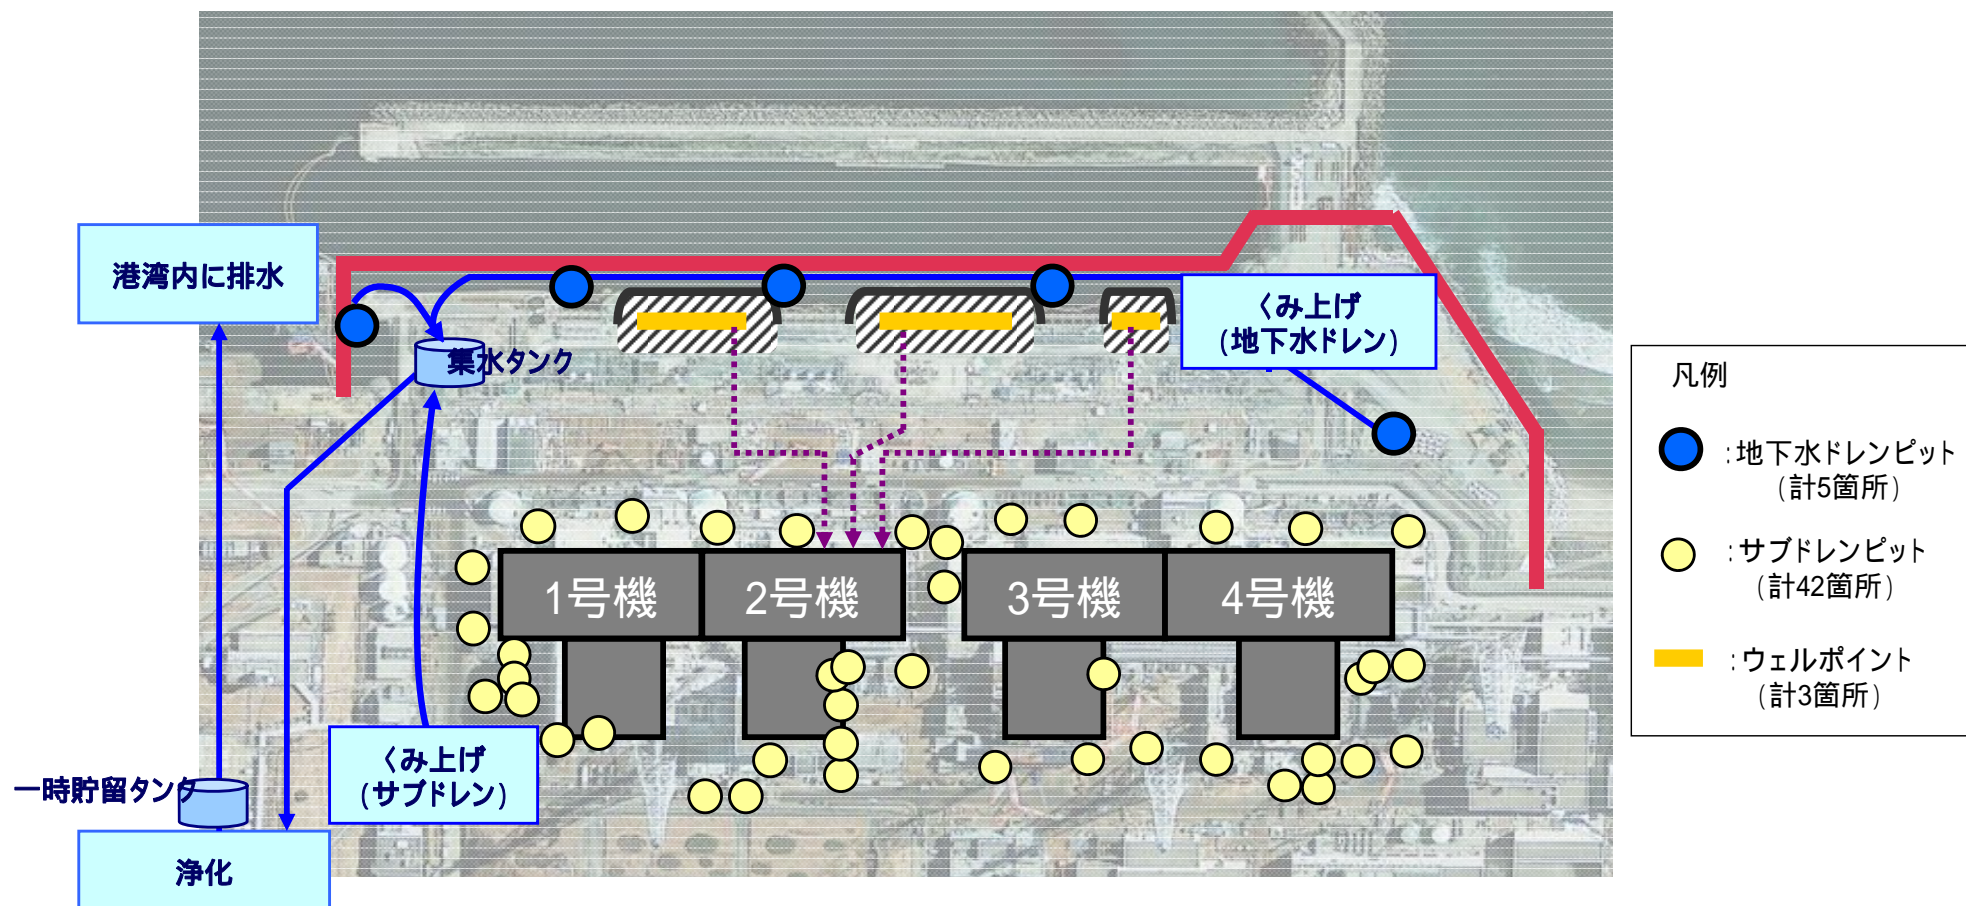 港湾内に排水
くみ上げ
(地下水ドレン)
集水タンク
凡例
:地下水ドレンピット
(計5箇所)
:サブドレンピット
(計42箇所)
:ウェルポイント
(計3箇所)
1号機
2号機
3号機
4号機
くみ上げ
(サブドレン)
一時貯留タンク
浄化